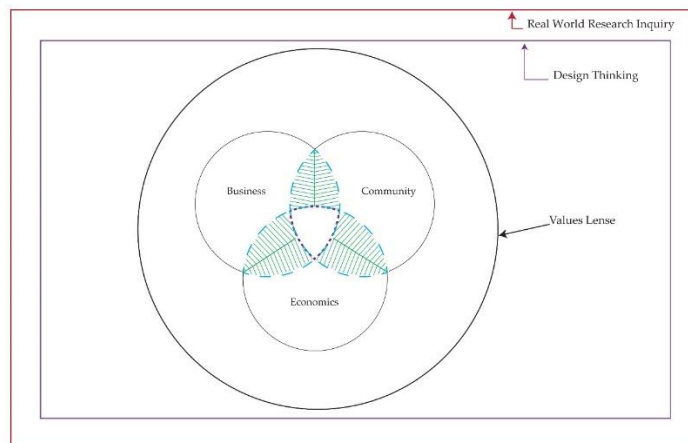 Real World Research Inquiry
Design Thinking
Business
Community
Values Lense
Economics